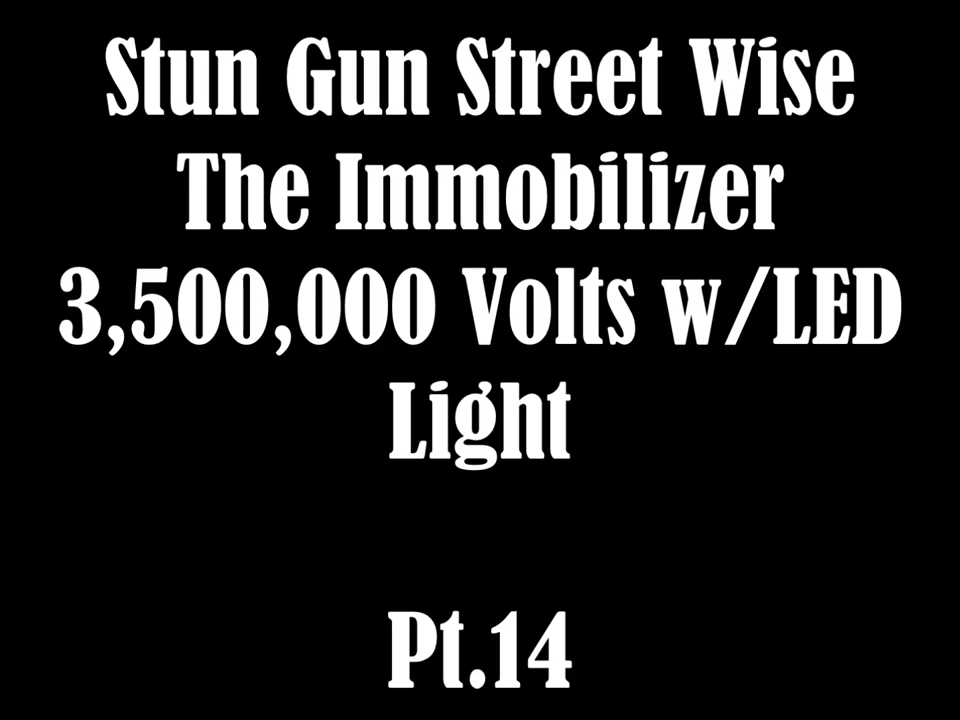 Stun Gun Street Wise
The Immobilizer
3,500,000 Volts w/LED
Light
Pt.14